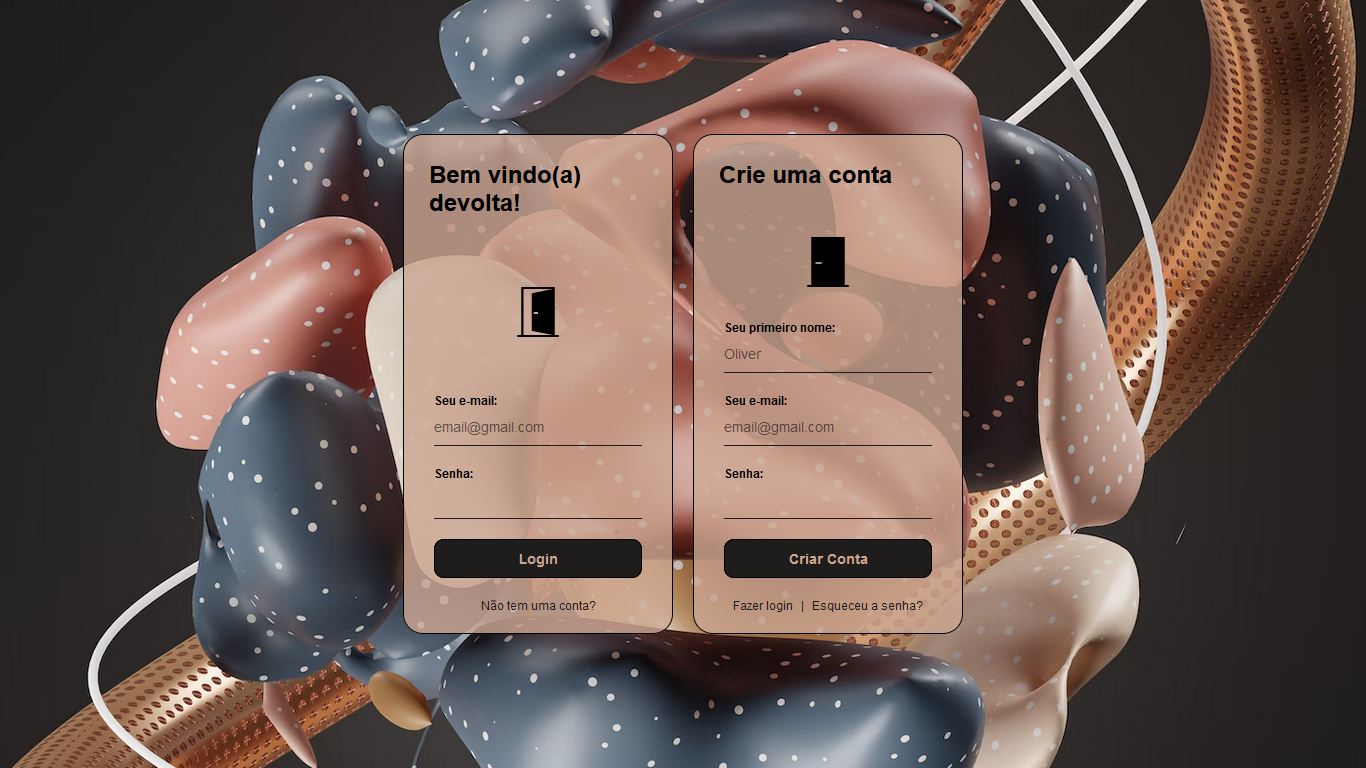 Bem vindo(a)
devolta!
Seu e-mail:
email@gmail.com
Senha:
Login
Não tem uma conta?
Crie uma conta
Seu primeiro nome:
Oliver
Seu e-mail:
email@gmail.com
Senha:
Criar Conta
Fazer login | Esqueceu a senha?